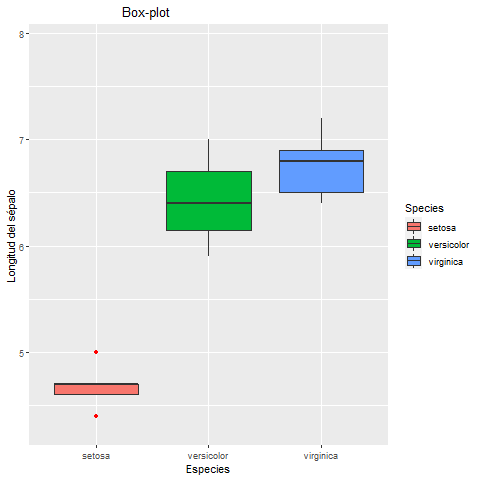 Box-plot
8
7
6
5
Longitud del sépalo
setosa versicolor virginica
Especies
Species
setosa
versicolor
virginica